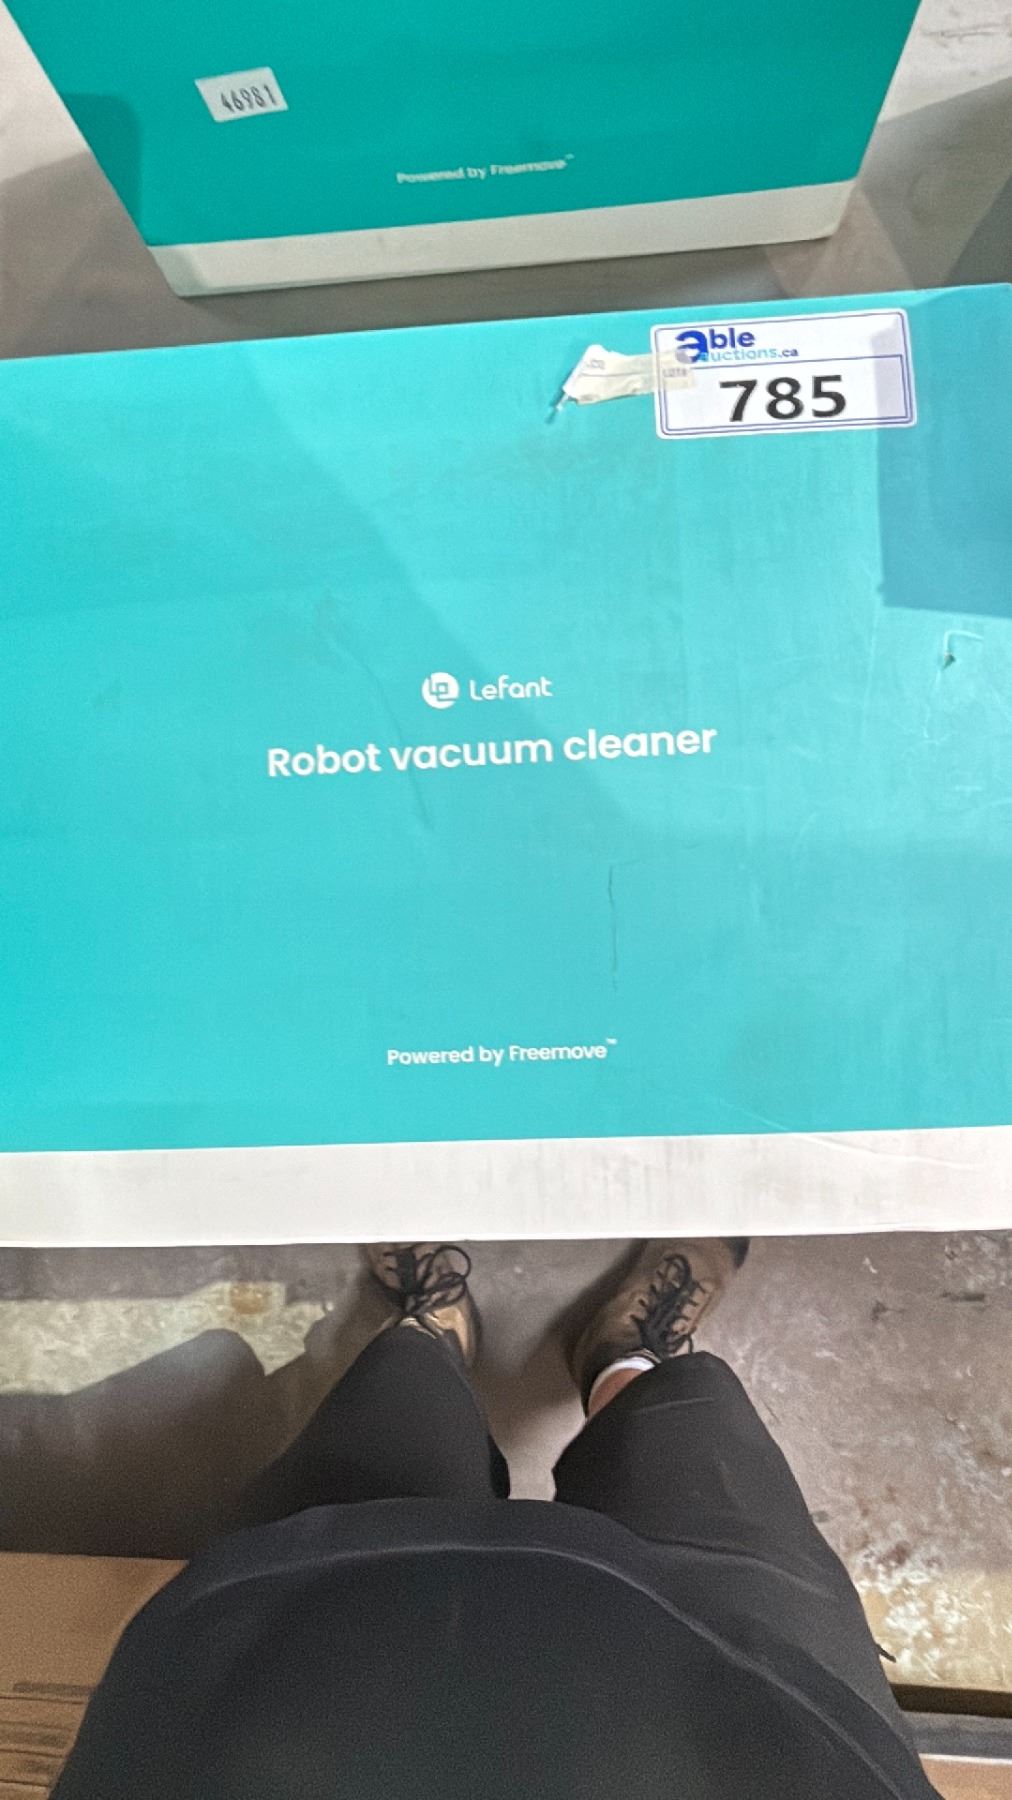 46981
Powered by Freemove™
able
auctions.ca
785
Lefant
Robot vacuum cleaner
Powered by Freemove™